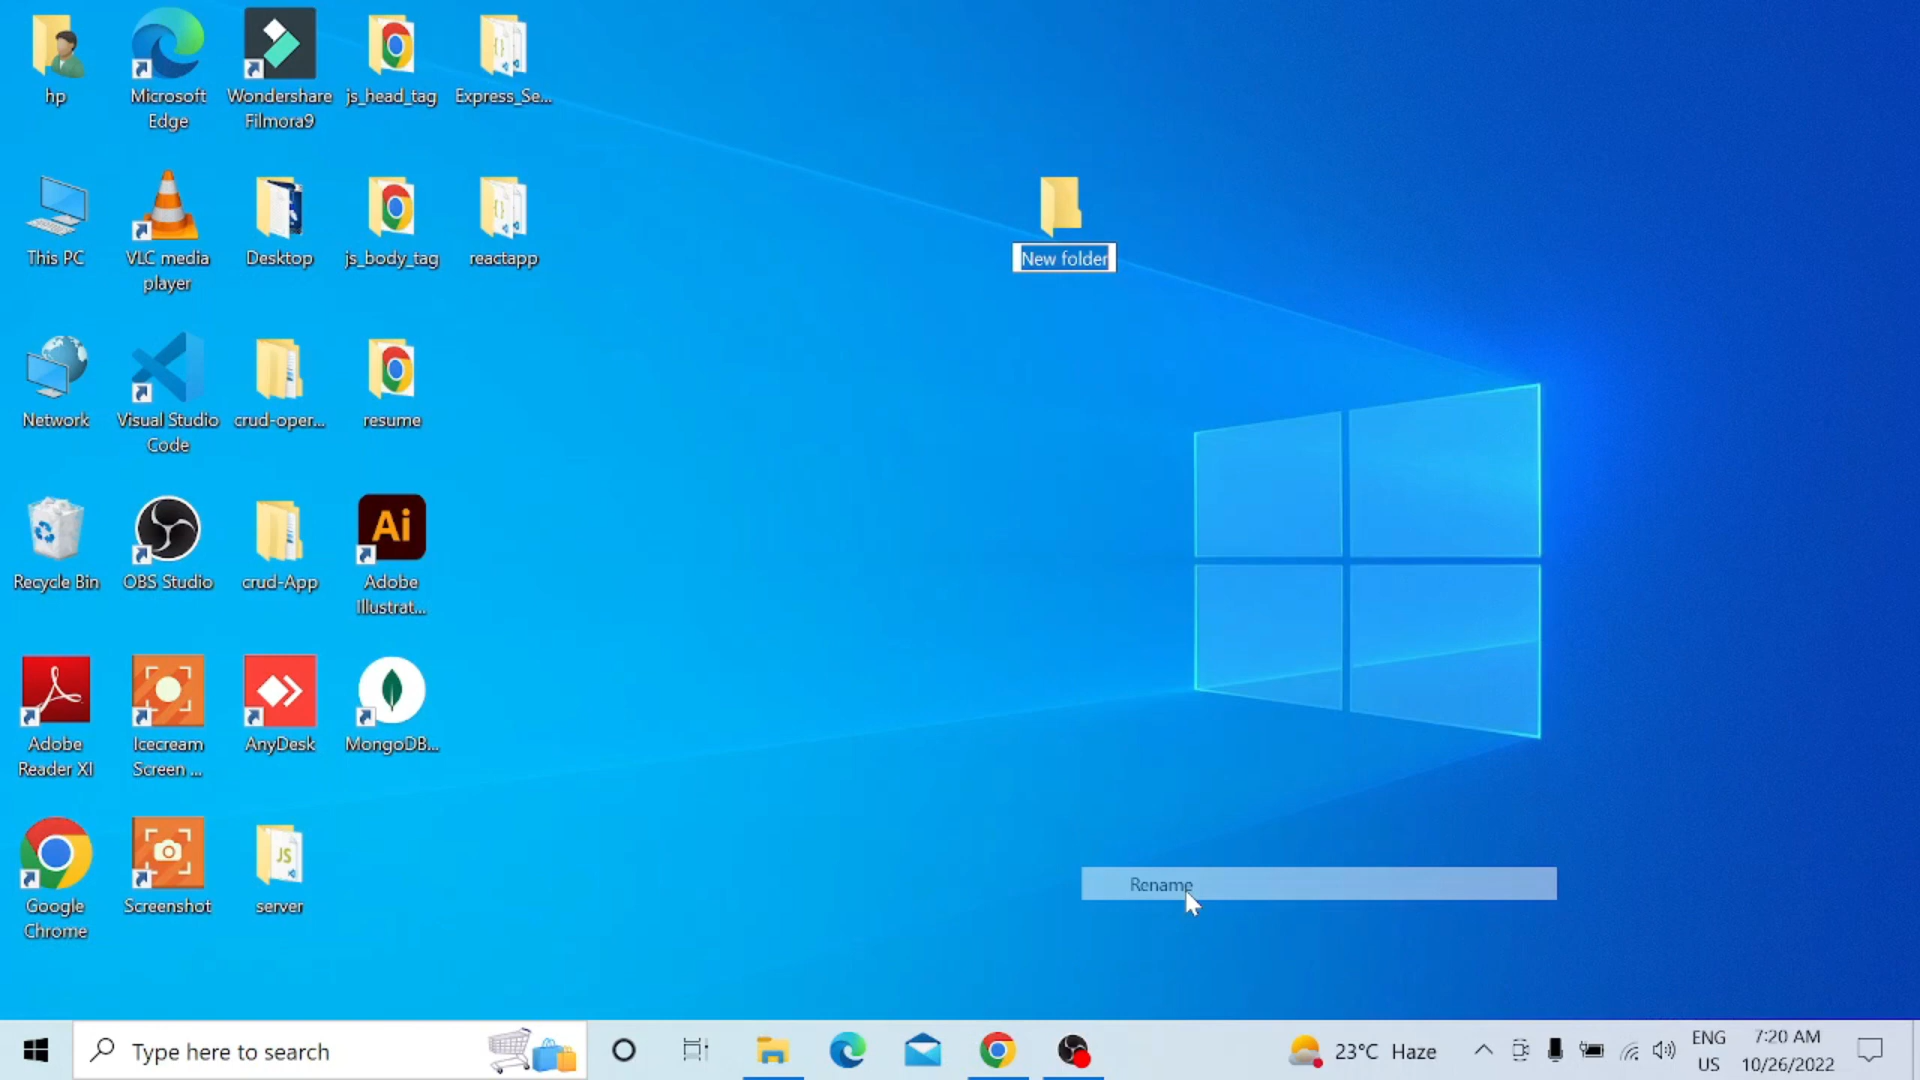 hp
Microsoft
Edge
Wondershare
Filmora9
js_head_tag
Express_Se...
This PC
VLC media
player
Desktop
js_body_tag
reactapp
New folder
Network
Visual Studio
Code
crud-oper...
resume
Recycle Bin
OBS Studio
crud-App
Ai
Adobe
Illustrat...
Adobe
Reader XI
Icecream
Screen ...
AnyDesk
MongoDB...
Google
Chrome
Screenshot
JS
server
Rename
Type here to search
23°C Haze
ENG
US
7:20 AM
10/26/2022